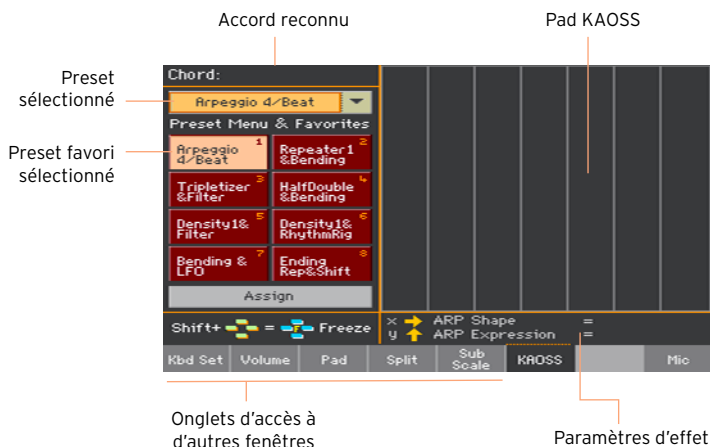 Accord reconnu
Pad KAOSS
Preset
sélectionné
Preset favori
sélectionné
Chord:
Arpeggio 4/Beat
Preset Menu & Favorites
Arpeggio
4/Beat
1
Repeater1
&Bending
2
Tripletizer
&Filter
3
HalfDouble
&Bending
4
Density1&
Filter
5
Density1&
RhythmRig
6
Bending &
LFO
7
Ending
Rep&Shift
8
Assign
Shift+ = F Freeze
x ARP Shape =
y ARP Expression =
Kbd Set Volume Pad Split Sub Scale KAOSS Mic
Onglets d'accès à
d'autres fenêtres
Paramètres d'effet